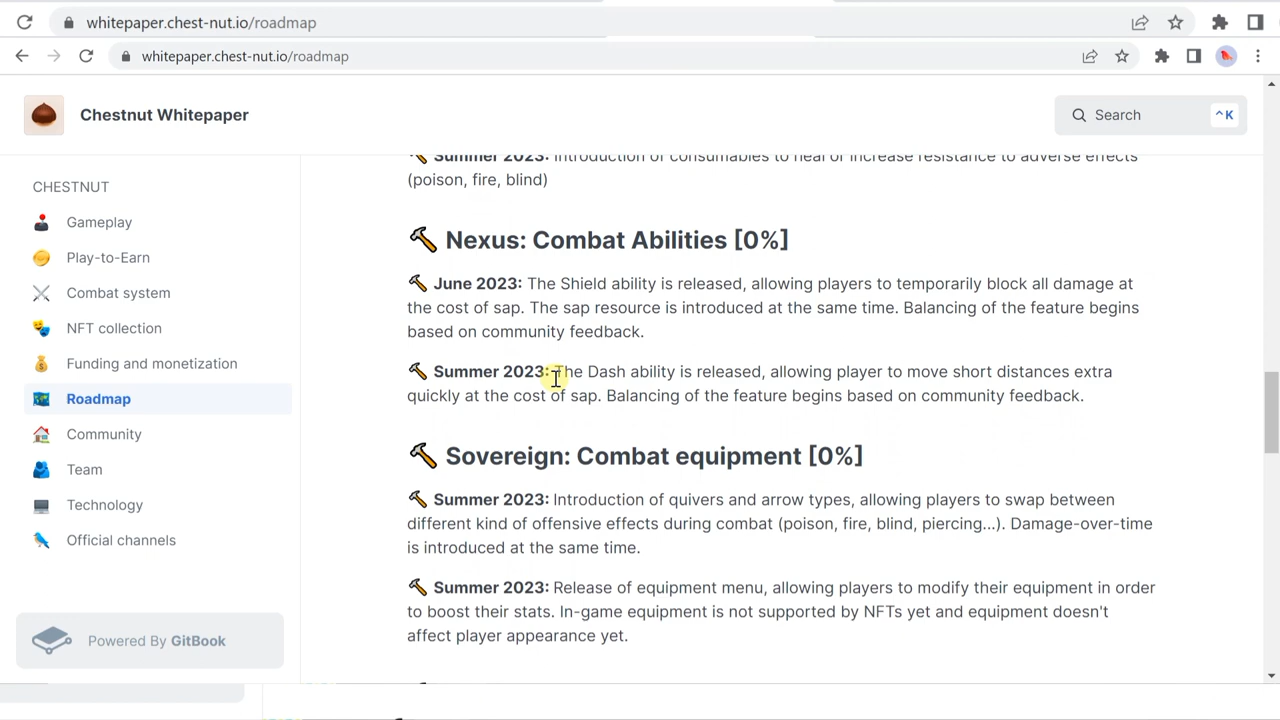 whitepaper.chest-nut.io/roadmap
whitepaper.chest-nut.io/roadmap
Chestnut Whitepaper
Search
^K
CHESTNUT
Gameplay
Play-to-Earn
Combat system
NFT collection
Funding and monetization
Roadmap
Community
Team
Technology
Official channels
Powered By GitBook
Summer 2023: Introduction of consumables to heal or increase resistance to adverse effects
(poison, fire, blind)
Nexus: Combat Abilities [0%]
June 2023: The Shield ability is released, allowing players to temporarily block all damage at
the cost of sap. The sap resource is introduced at the same time. Balancing of the feature begins
based on community feedback.
Summer 2023: The Dash ability is released, allowing player to move short distances extra
quickly at the cost of sap. Balancing of the feature begins based on community feedback.
Sovereign: Combat equipment [0%]
Summer 2023: Introduction of quivers and arrow types, allowing players to swap between
different kind of offensive effects during combat (poison, fire, blind, piercing...). Damage-over-time
is introduced at the same time.
Summer 2023: Release of equipment menu, allowing players to modify their equipment in order
to boost their stats. In-game equipment is not supported by NFTs yet and equipment doesn't
affect player appearance yet.